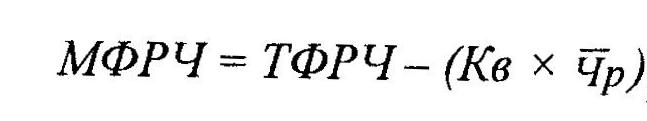 МФРЧ = ТФРЧ – (Кв × Ч̅р)